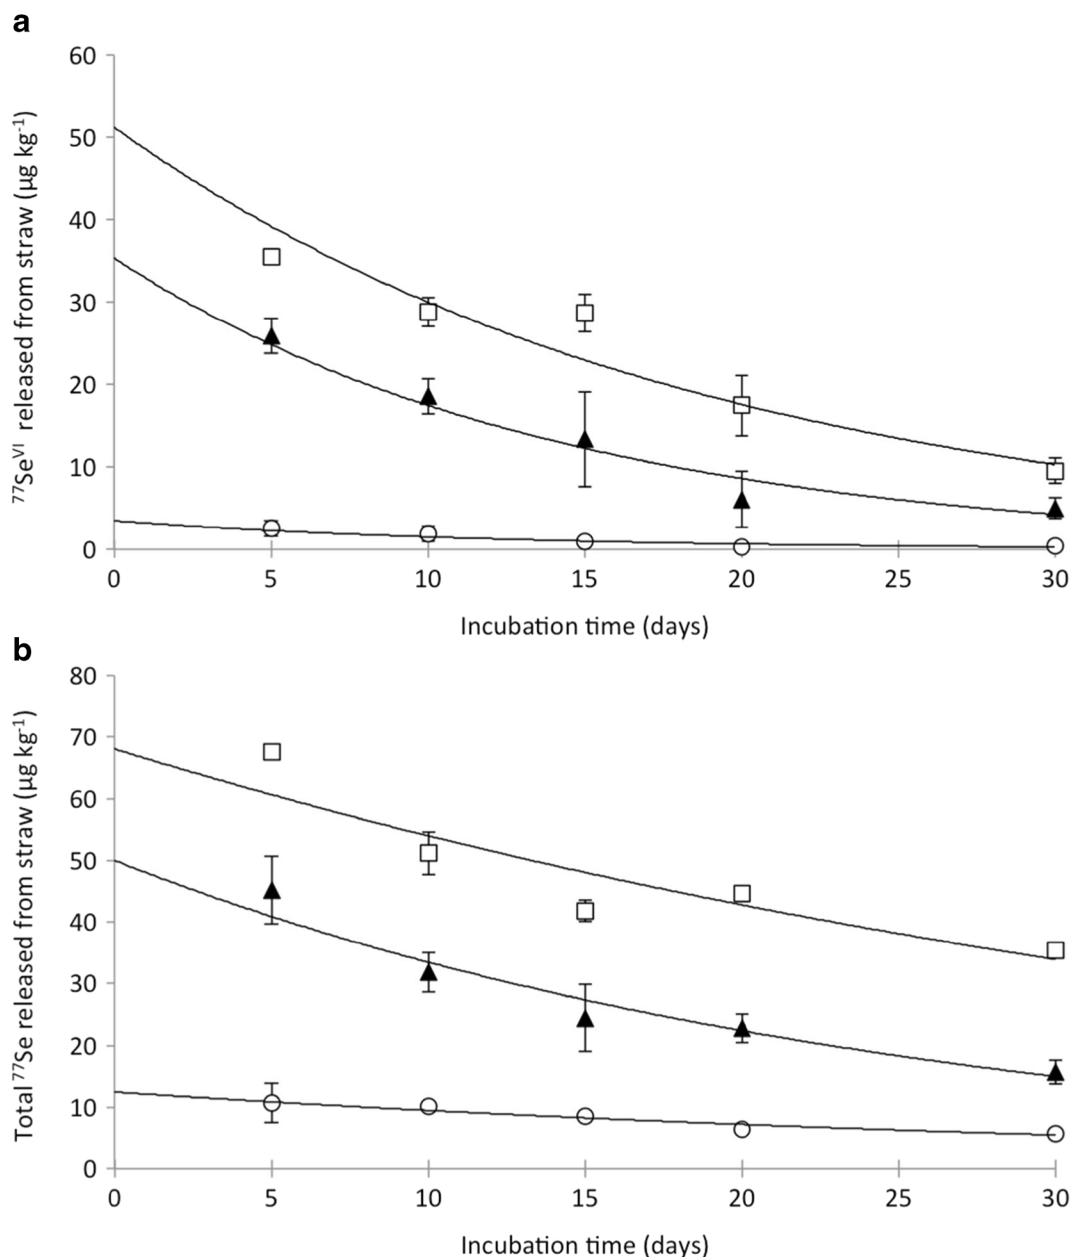 a
60
50
40
30
20
10
0
⁷⁷Seⱽᴵ released from straw (µg kg⁻¹)
0 5 10 15 20 25 30
Incubation time (days)
b
80
70
60
50
40
30
20
10
0
Total ⁷⁷Se released from straw (µg kg⁻¹)
0 5 10 15 20 25 30
Incubation time (days)